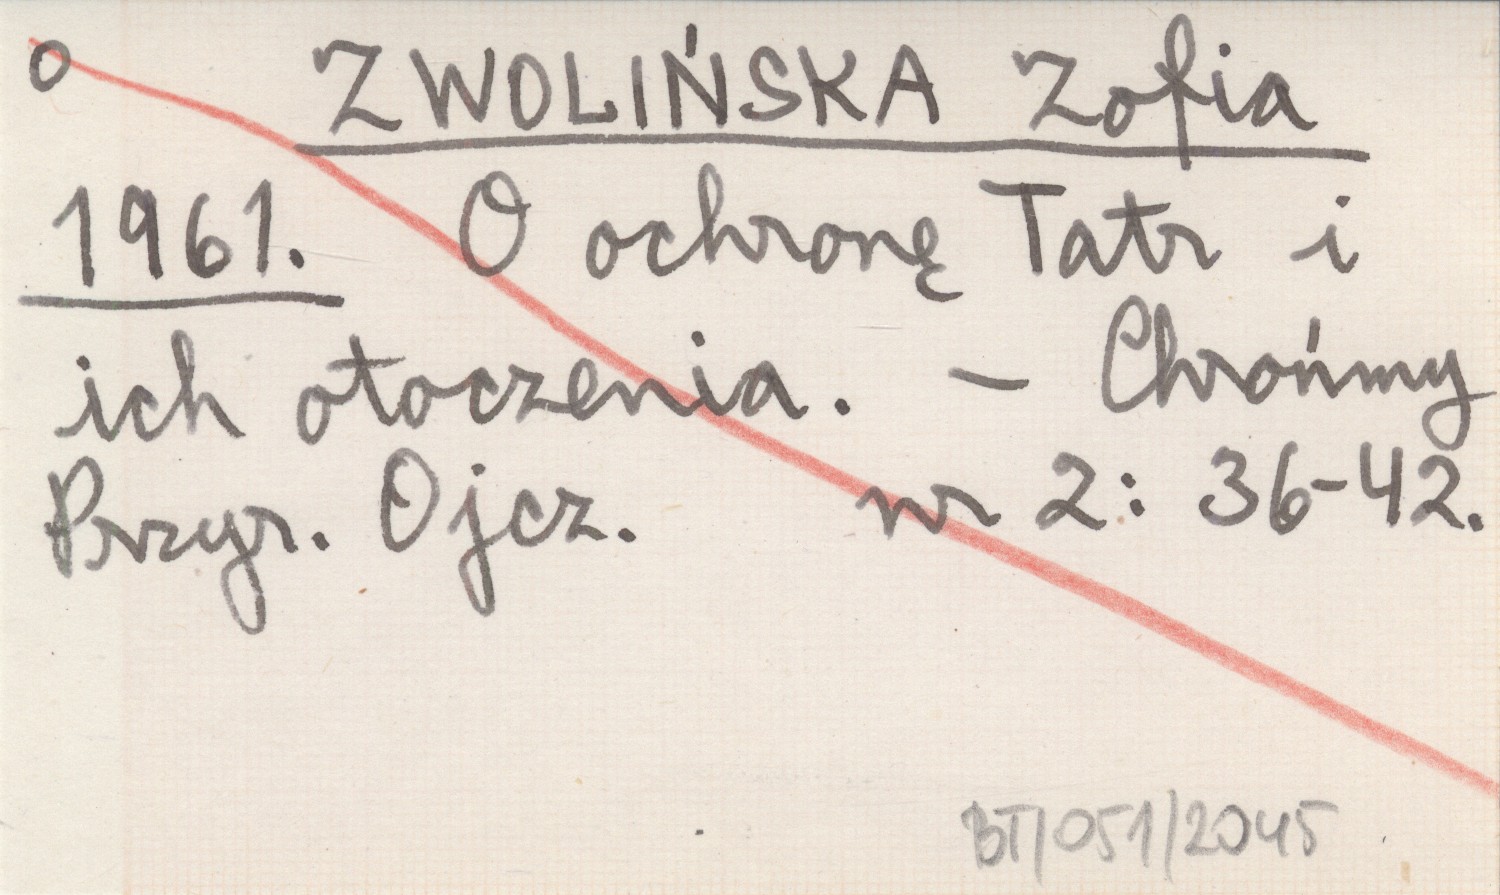 o ZWOLIŃSKA Zofia
1961. O ochronę Tatr i
ich otoczenia. – Chrońmy
Przyr. Ojcz. nr 2: 36-42.
BT/051/2045